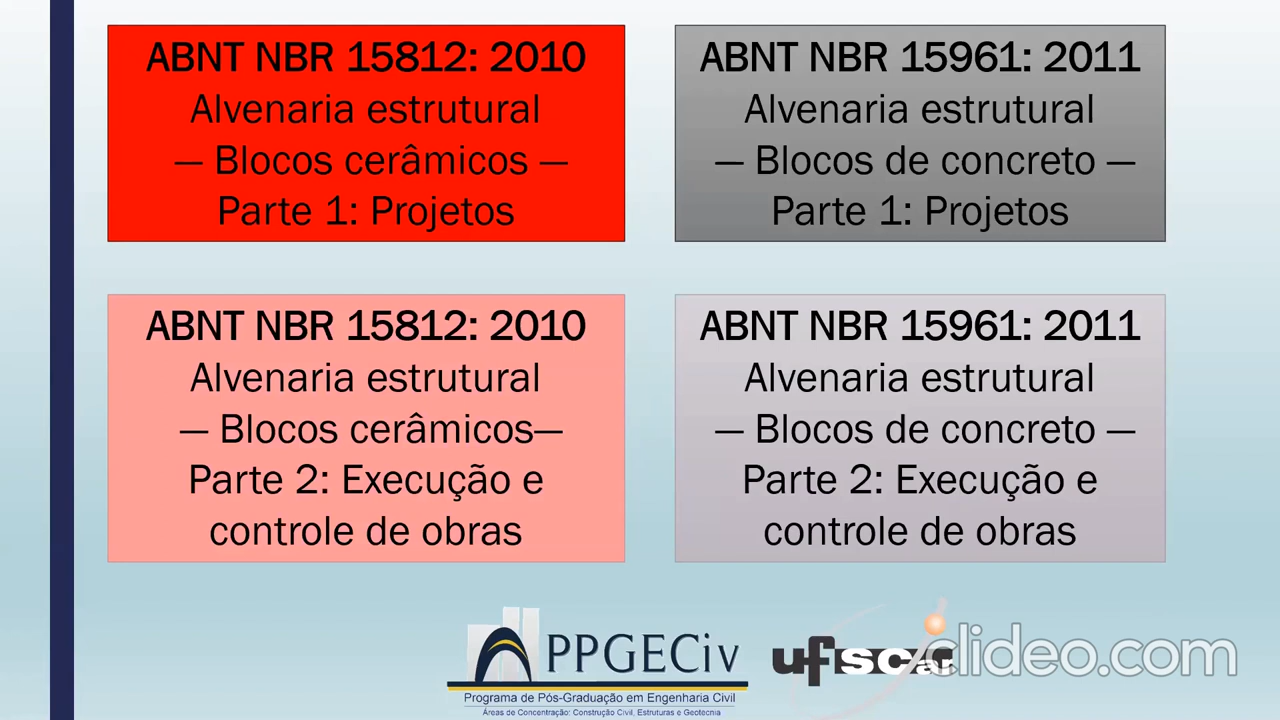 ABNT NBR 15812: 2010
Alvenaria estrutural
— Blocos cerâmicos —
Parte 1: Projetos
ABNT NBR 15961: 2011
Alvenaria estrutural
— Blocos de concreto —
Parte 1: Projetos
ABNT NBR 15812: 2010
Alvenaria estrutural
— Blocos cerâmicos—
Parte 2: Execução e
controle de obras
ABNT NBR 15961: 2011
Alvenaria estrutural
— Blocos de concreto —
Parte 2: Execução e
controle de obras
PPGECiv
Programa de Pós-Graduação em Engenharia Civil
Áreas de Concentração: Construção Civil, Estruturas e Geotecnia
ufscar
clideo.com